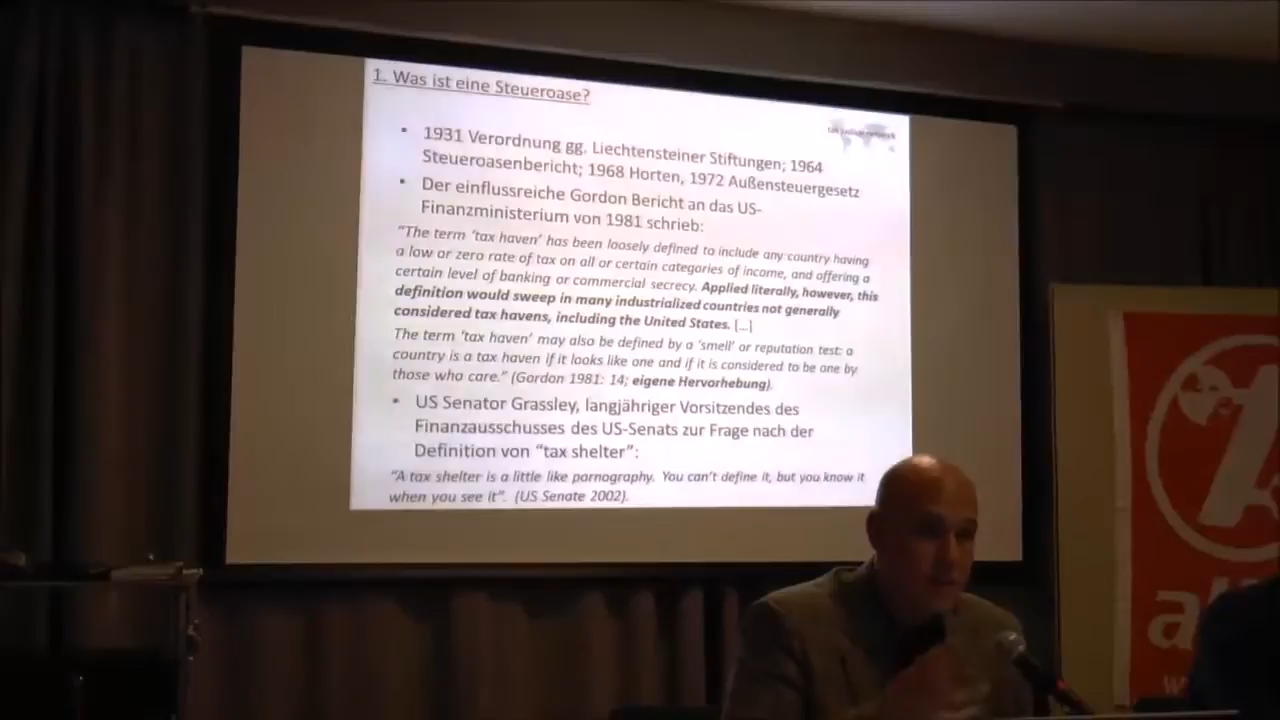 1. Was ist eine Steueroase?
tax justice network
• 1931 Verordnung gg. Liechtensteiner Stiftungen; 1964
Steueroasenbericht; 1968 Horten, 1972 Außensteuergesetz
• Der einflussreiche Gordon Bericht an das US-
Finanzministerium von 1981 schrieb:
“The term ‘tax haven’ has been loosely defined to include any country having
a low or zero rate of tax on all or certain categories of income, and offering a
certain level of banking or commercial secrecy. Applied literally, however, this
definition would sweep in many industrialized countries not generally
considered tax havens, including the United States. […]
The term ‘tax haven’ may also be defined by a ‘smell’ or reputation test: a
country is a tax haven if it looks like one and if it is considered to be one by
those who care.” (Gordon 1981: 14; eigene Hervorhebung).
• US Senator Grassley, langjähriger Vorsitzendes des
Finanzausschusses des US-Senats zur Frage nach der
Definition von “tax shelter”:
“A tax shelter is a little like pornography. You can’t define it, but you know it
when you see it”. (US Senate 2002).